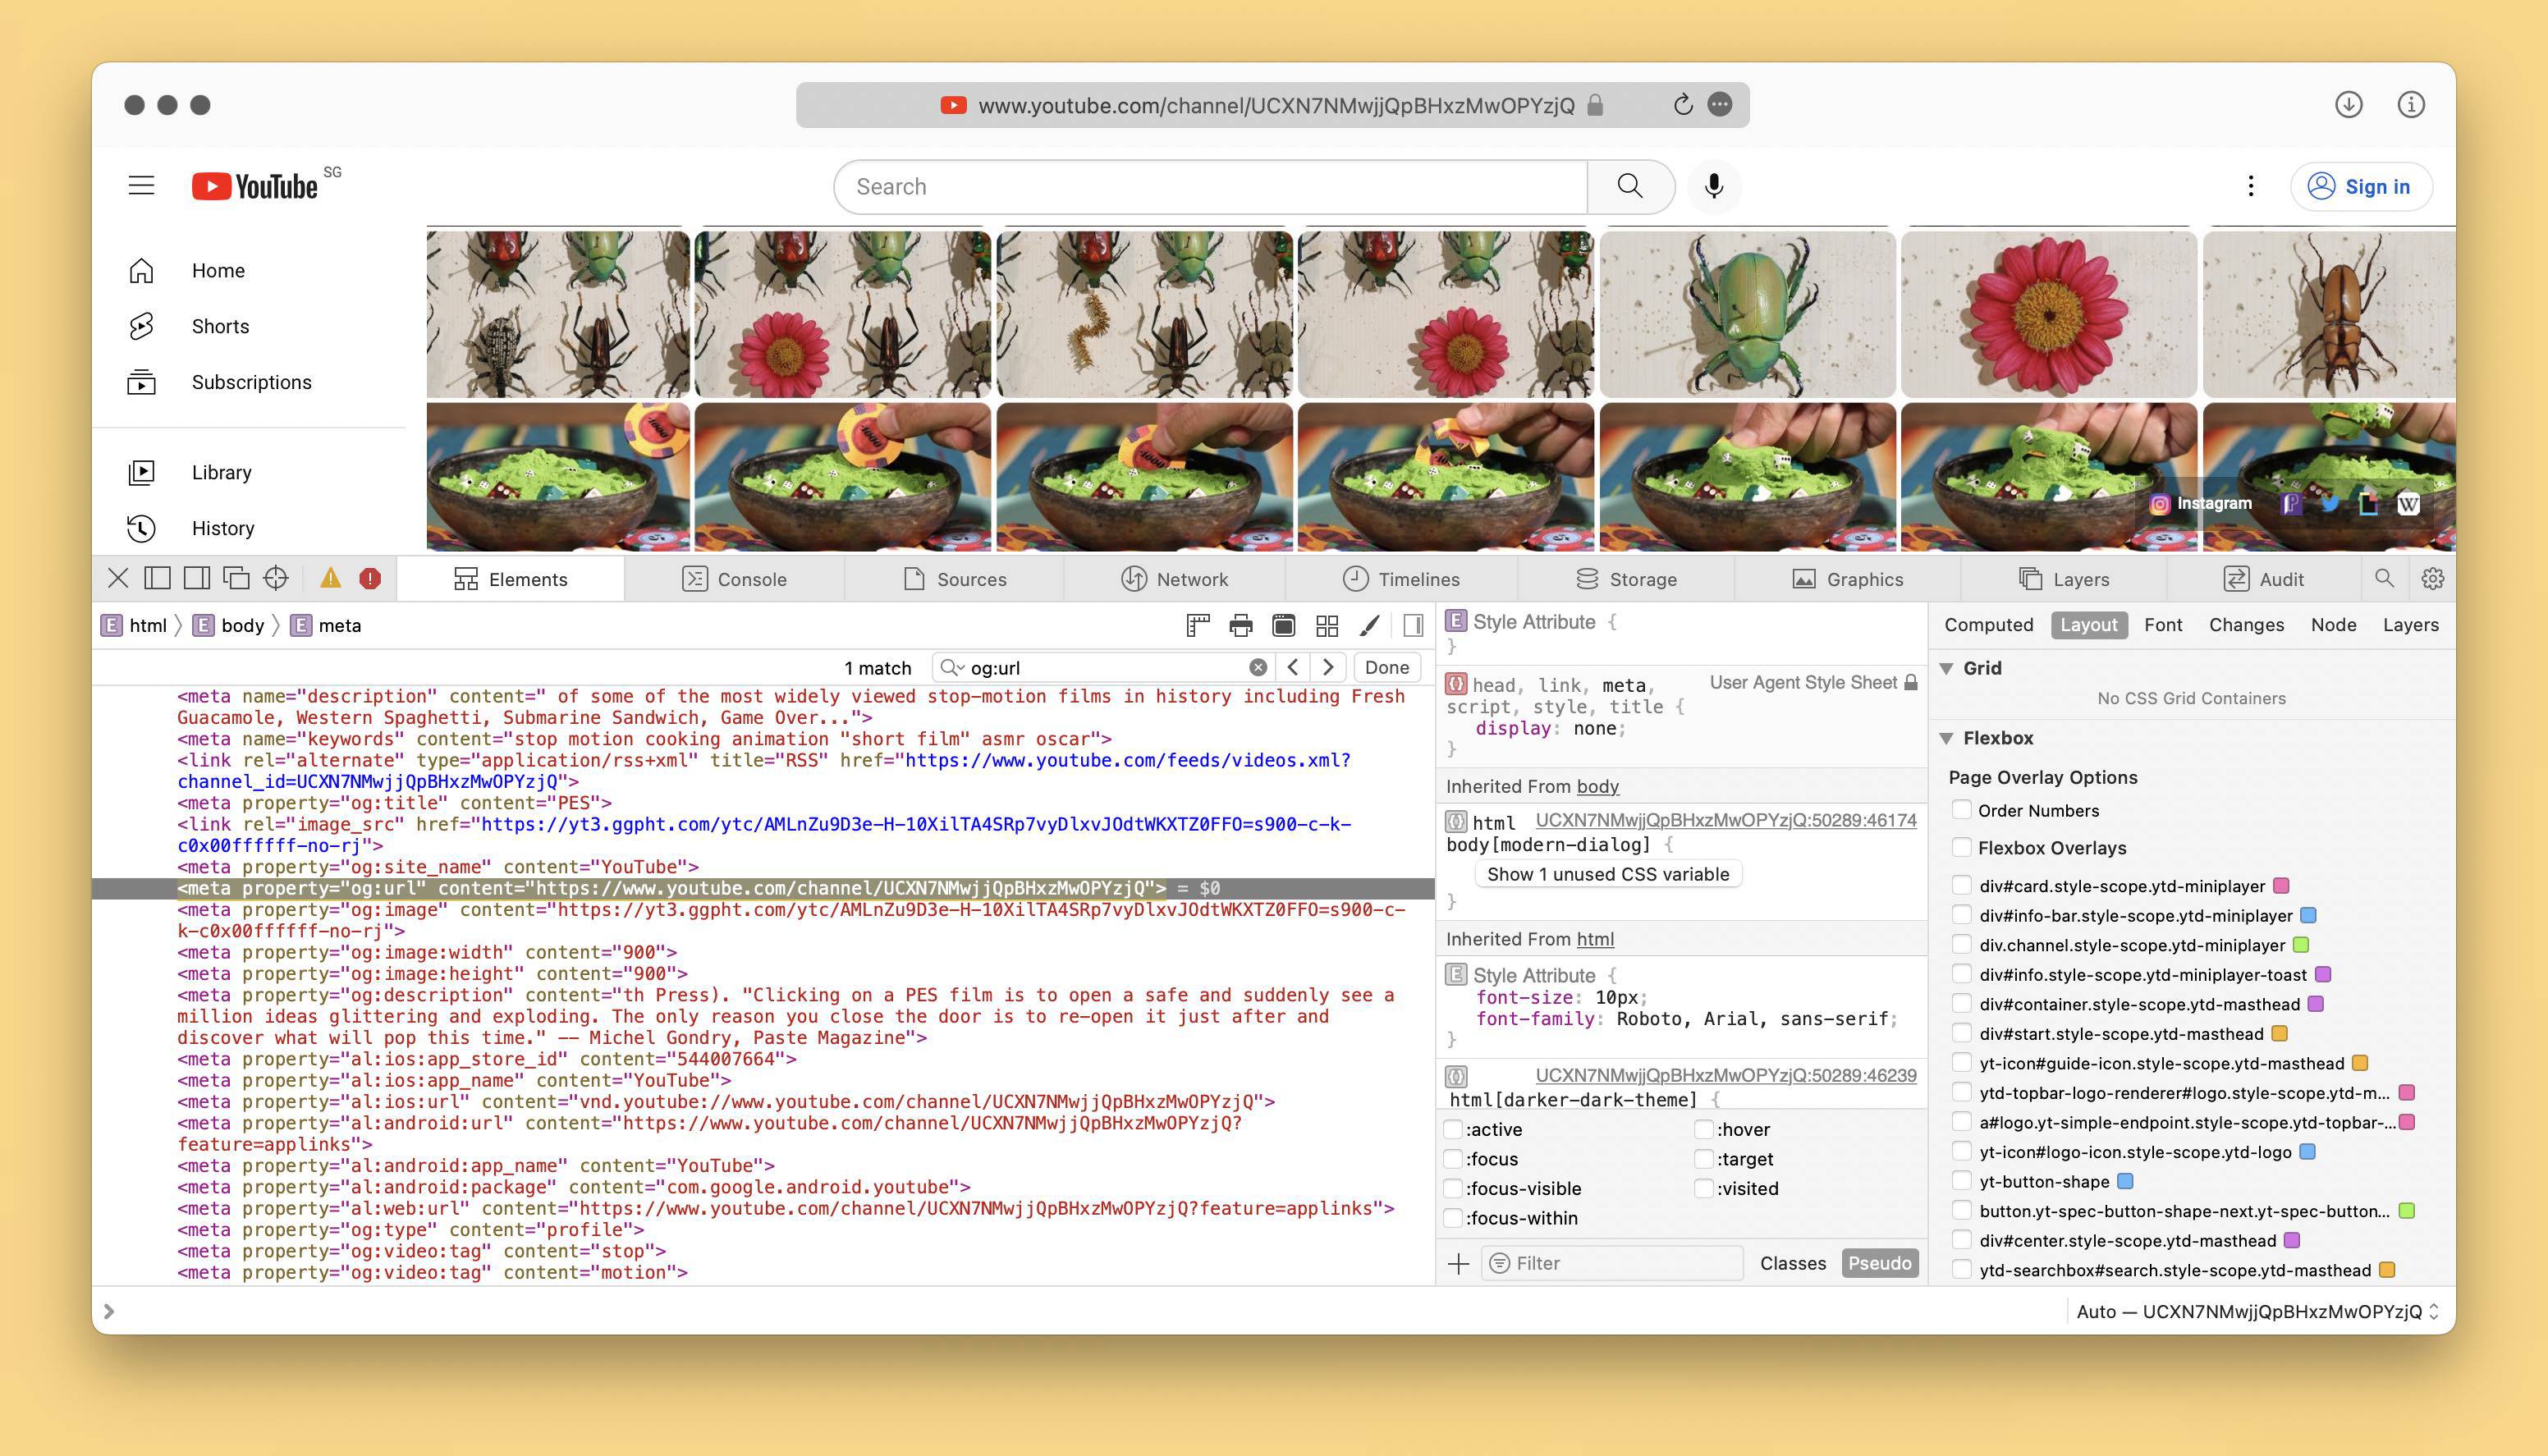 www.youtube.com/channel/UCXN7NMwjjQpBHxzMwOPYzjQ
YouTube SG
Search
Sign in
Home
Shorts
Subscriptions
Library
History
1000
Instagram
Elements
Console
Sources
Network
Timelines
Storage
Graphics
Layers
Audit
E html 〉 E body 〉 E meta
1 match
og:url
Done
<meta name="description" content=" of some of the most widely viewed stop-motion films in history including Fresh
Guacamole, Western Spaghetti, Submarine Sandwich, Game Over...">
<meta name="keywords" content="stop motion cooking animation "short film" asmr oscar">
<link rel="alternate" type="application/rss+xml" title="RSS" href="https://www.youtube.com/feeds/videos.xml?
channel_id=UCXN7NMwjjQpBHxzMwOPYzjQ">
<meta property="og:title" content="PES">
<link rel="image_src" href="https://yt3.ggpht.com/ytc/AMLnZu9D3e-H-10XilTA4SRp7vyDlxvJOdtWKXTZ0FFO=s900-c-k-
c0x00ffffff-no-rj">
<meta property="og:site_name" content="YouTube">
<meta property="og:url" content="https://www.youtube.com/channel/UCXN7NMwjjQpBHxzMwOPYzjQ"> = $0
<meta property="og:image" content="https://yt3.ggpht.com/ytc/AMLnZu9D3e-H-10XilTA4SRp7vyDlxvJOdtWKXTZ0FFO=s900-c-
k-c0x00ffffff-no-rj">
<meta property="og:image:width" content="900">
<meta property="og:image:height" content="900">
<meta property="og:description" content="th Press). "Clicking on a PES film is to open a safe and suddenly see a
million ideas glittering and exploding. The only reason you close the door is to re-open it just after and
discover what will pop this time." -- Michel Gondry, Paste Magazine">
<meta property="al:ios:app_store_id" content="544007664">
<meta property="al:ios:app_name" content="YouTube">
<meta property="al:ios:url" content="vnd.youtube://www.youtube.com/channel/UCXN7NMwjjQpBHxzMwOPYzjQ">
<meta property="al:android:url" content="https://www.youtube.com/channel/UCXN7NMwjjQpBHxzMwOPYzjQ?
feature=applinks">
<meta property="al:android:app_name" content="YouTube">
<meta property="al:android:package" content="com.google.android.youtube">
<meta property="al:web:url" content="https://www.youtube.com/channel/UCXN7NMwjjQpBHxzMwOPYzjQ?feature=applinks">
<meta property="og:type" content="profile">
<meta property="og:video:tag" content="stop">
<meta property="og:video:tag" content="motion">
E Style Attribute {
}
head, link, meta, User Agent Style Sheet
script, style, title {
display: none;
}
Inherited From body
html UCXN7NMwjjQpBHxzMwOPYzjQ:50289:46174
body[modern-dialog] {
Show 1 unused CSS variable
}
Inherited From html
E Style Attribute {
font-size: 10px;
font-family: Roboto, Arial, sans-serif;
}
UCXN7NMwjjQpBHxzMwOPYzjQ:50289:46239
html[darker-dark-theme] {
:active :hover
:focus :target
:focus-visible :visited
:focus-within
Filter Classes Pseudo
Computed Layout Font Changes Node Layers
Grid
No CSS Grid Containers
Flexbox
Page Overlay Options
Order Numbers
Flexbox Overlays
div#card.style-scope.ytd-miniplayer
div#info-bar.style-scope.ytd-miniplayer
div.channel.style-scope.ytd-miniplayer
div#info.style-scope.ytd-miniplayer-toast
div#container.style-scope.ytd-masthead
div#start.style-scope.ytd-masthead
yt-icon#guide-icon.style-scope.ytd-masthead
ytd-topbar-logo-renderer#logo.style-scope.ytd-m...
a#logo.yt-simple-endpoint.style-scope.ytd-topbar-...
yt-icon#logo-icon.style-scope.ytd-logo
yt-button-shape
button.yt-spec-button-shape-next.yt-spec-button...
div#center.style-scope.ytd-masthead
ytd-searchbox#search.style-scope.ytd-masthead
Auto — UCXN7NMwjjQpBHxzMwOPYzjQ